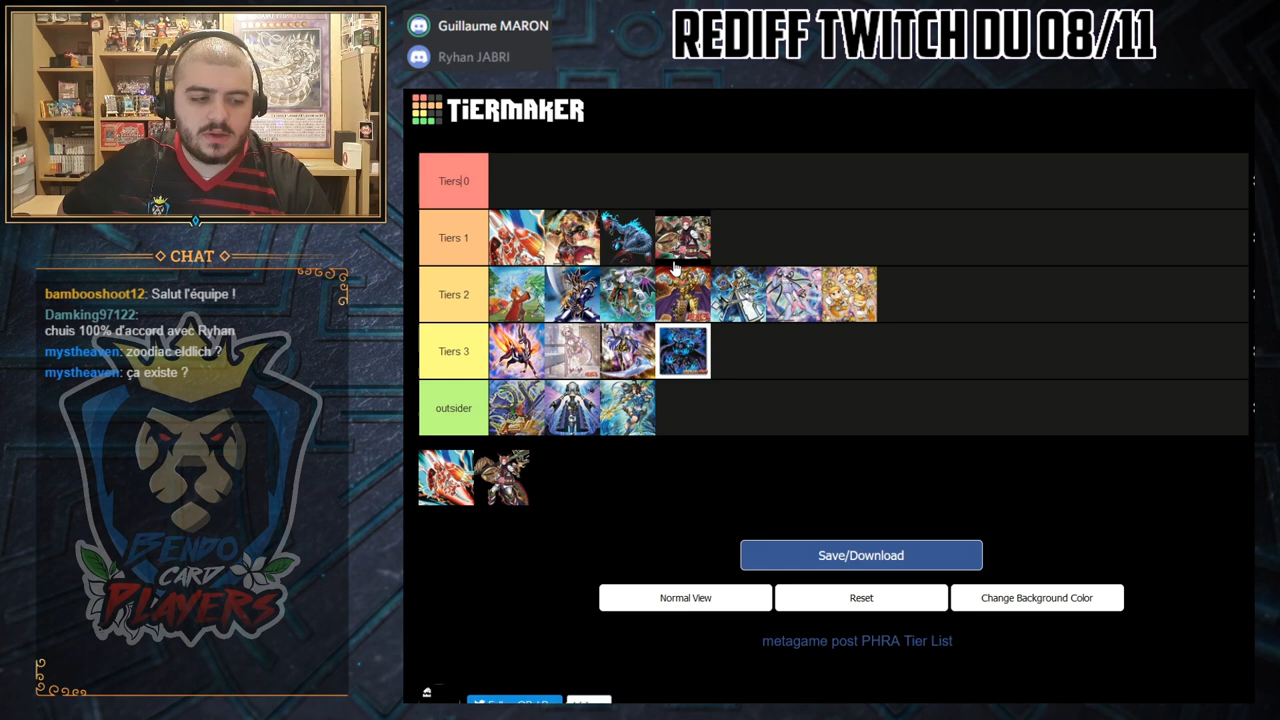 Guillaume MARON
Ryhan JABRI
REDIFF TWITCH DU 08/11
TiERMAKER
Tiers 0
Tiers 1
Tiers 2
Tiers 3
outsider
CHAT
bambooshoot12: Salut l'équipe !
Damking97122:
chuis 100% d'accord avec Ryhan
mystheaven: zoodiac eldlich ?
mystheaven: ça existe ?
BENDO
CARD
PLAYERS
Save/Download
Normal View
Reset
Change Background Color
metagame post PHRA Tier List